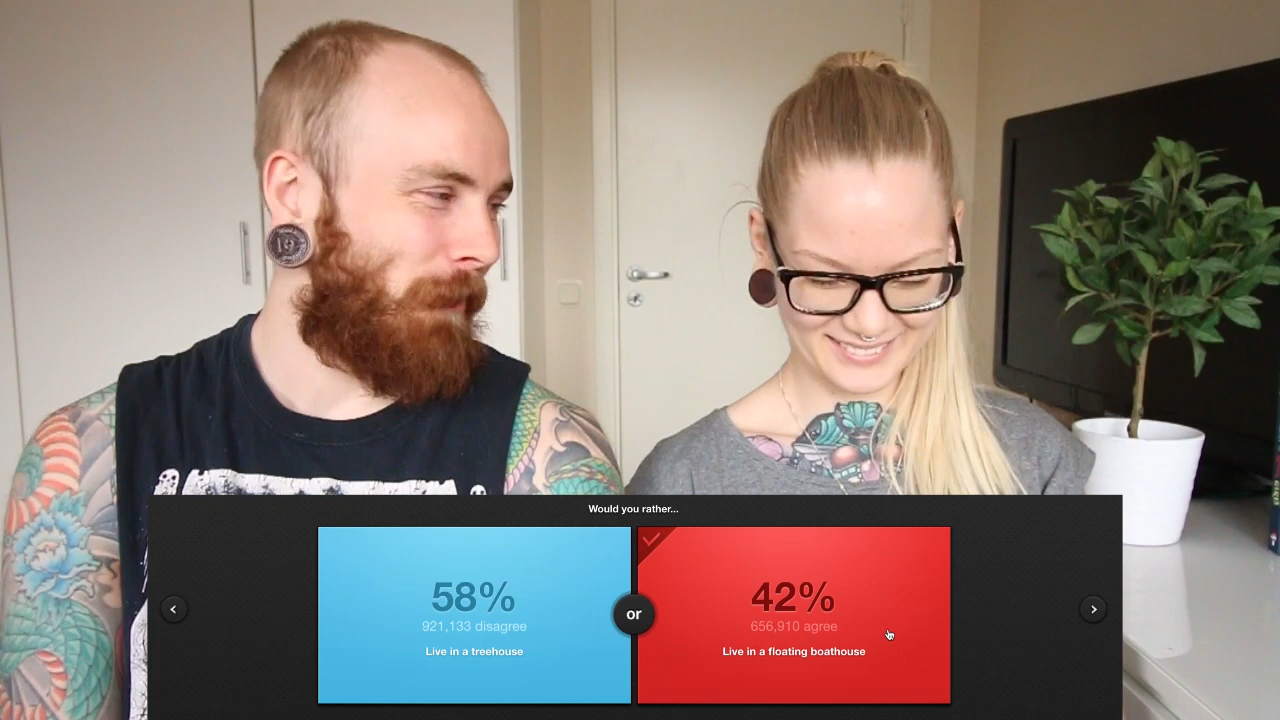 Would you rather...
58%
921,133 disagree
Live in a treehouse
or
42%
656,910 agree
Live in a floating boathouse